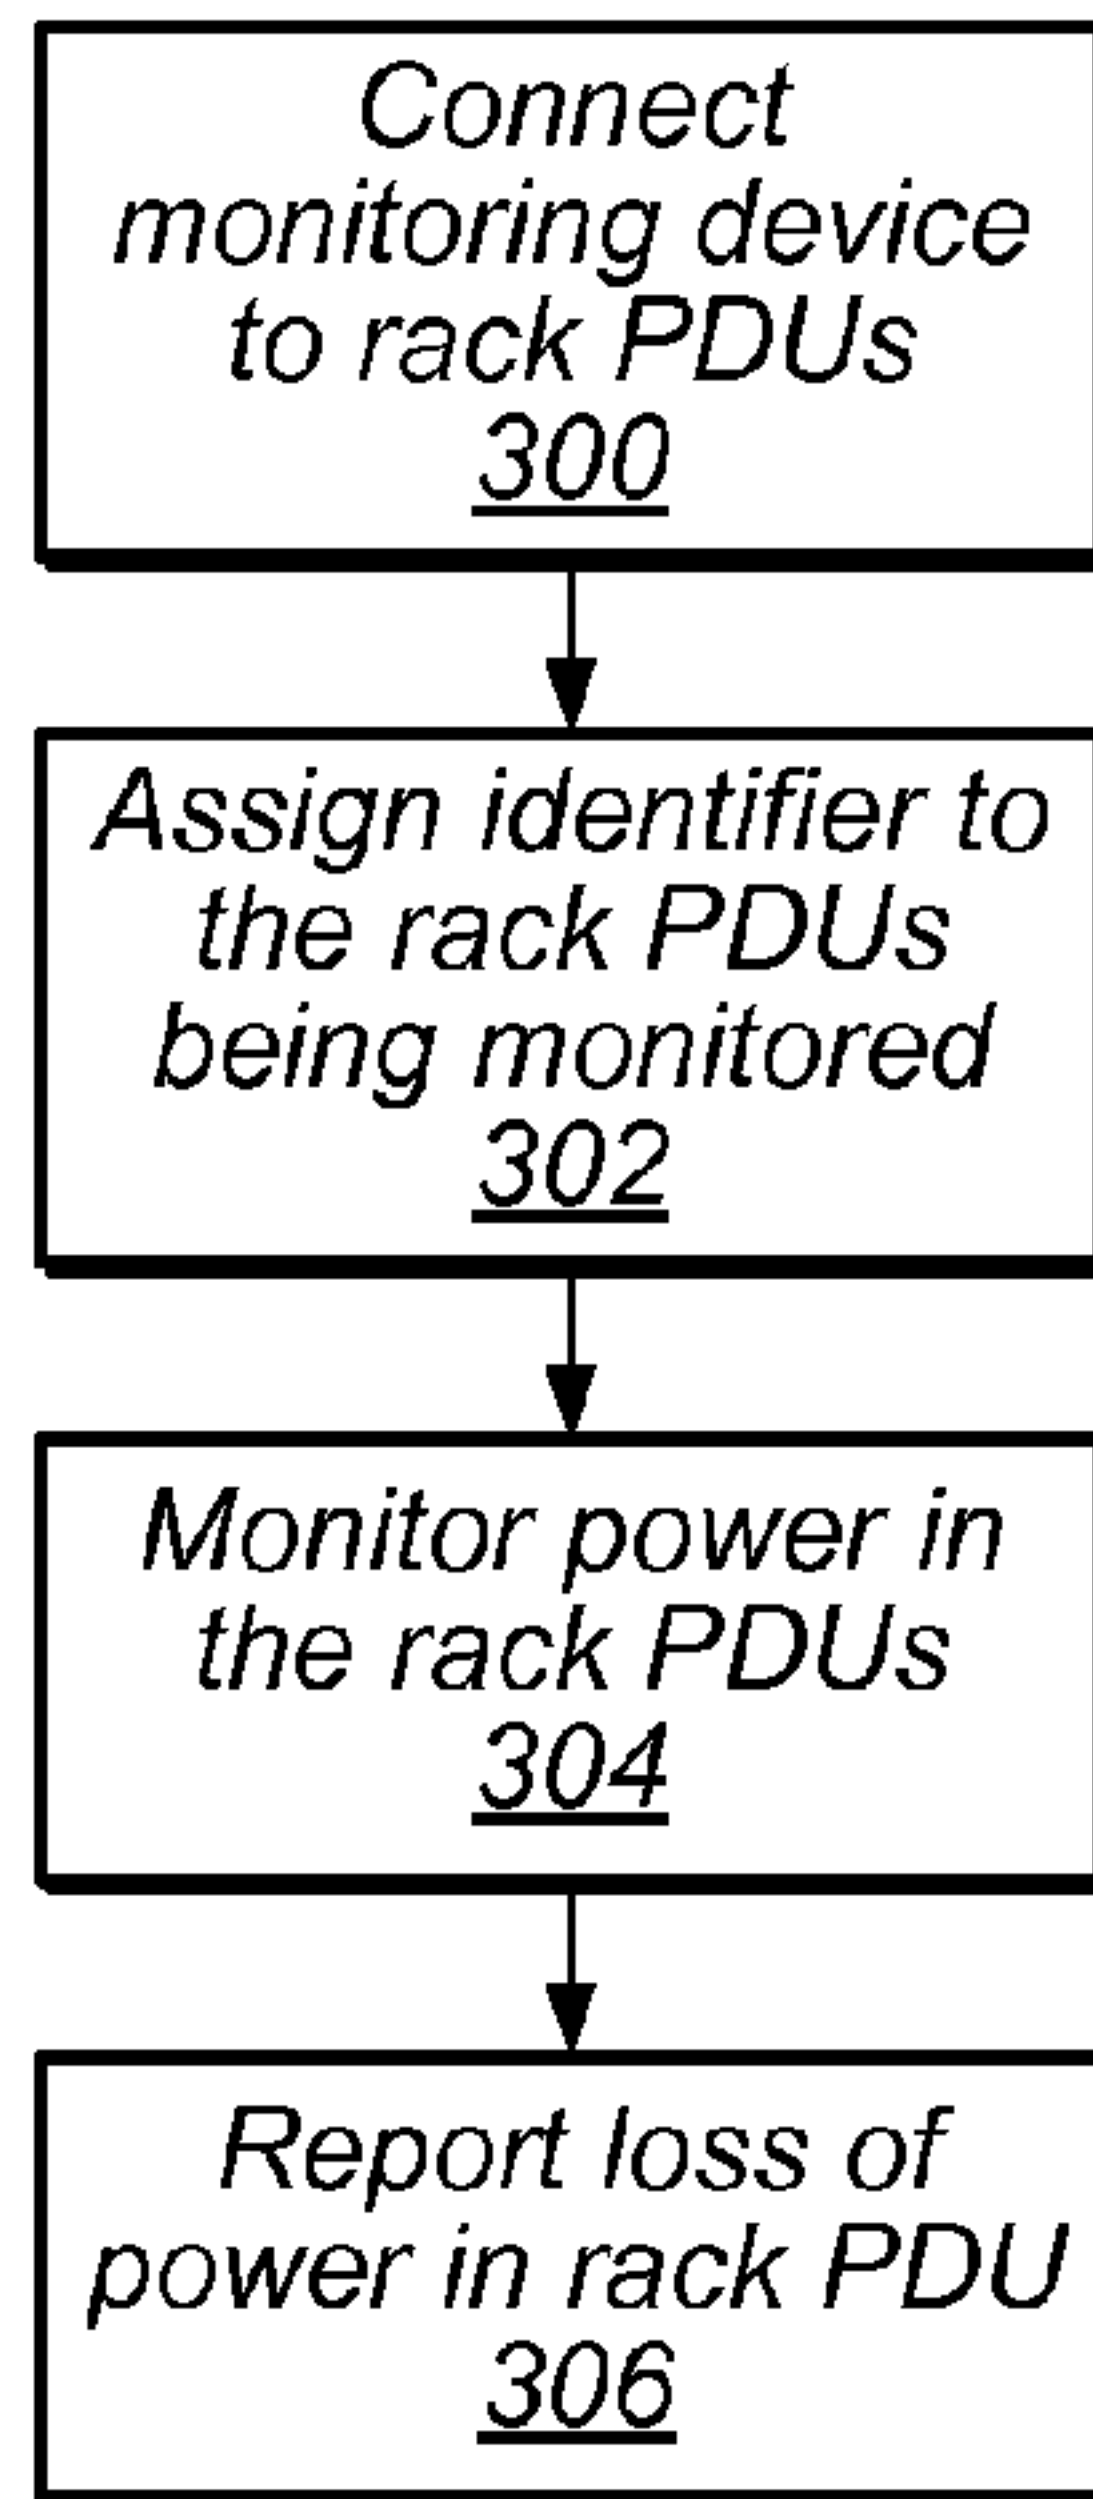 Connect
monitoring device
to rack PDUs
300
Assign identifier to
the rack PDUs
being monitored
302
Monitor power in
the rack PDUs
304
Report loss of
power in rack PDU
306